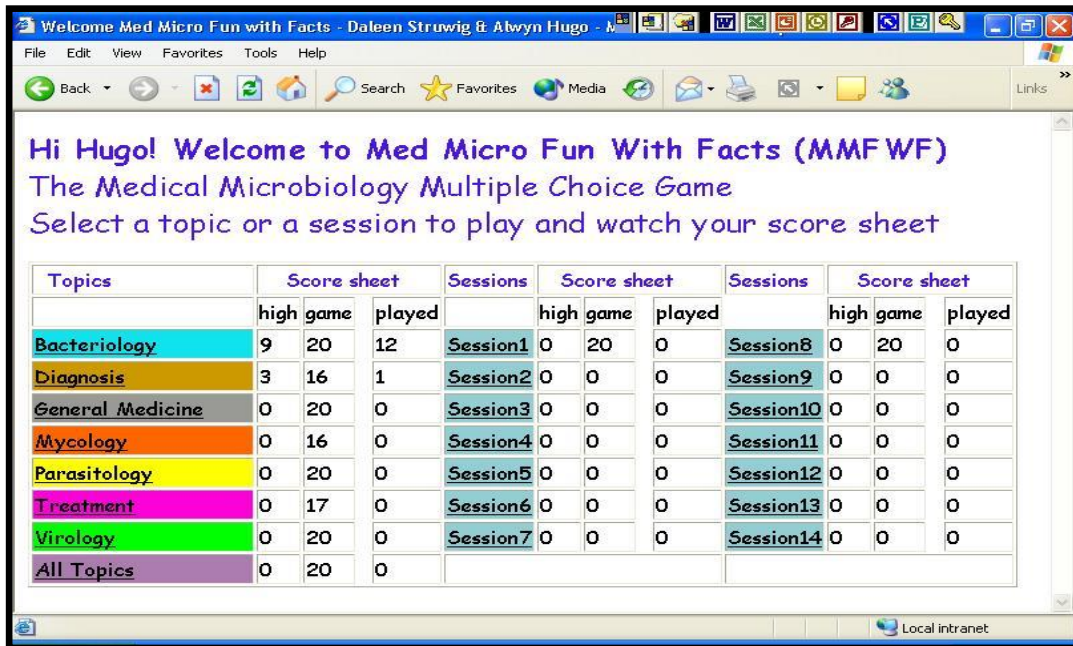 Welcome Med Micro Fun with Facts - Daleen Struwig & Alwyn Hugo - M
File Edit View Favorites Tools Help
Back Search Favorites Media Links
Hi Hugo! Welcome to Med Micro Fun With Facts (MMFWF)
The Medical Microbiology Multiple Choice Game
Select a topic or a session to play and watch your score sheet
Topics Score sheet Sessions Score sheet Sessions Score sheet
high game played high game played high game played
Bacteriology 9 20 12 Session1 0 20 0 Session8 0 20 0
Diagnosis 3 16 1 Session2 0 0 0 Session9 0 0 0
General Medicine 0 20 0 Session3 0 0 0 Session10 0 0 0
Mycology 0 16 0 Session4 0 0 0 Session11 0 0 0
Parasitology 0 20 0 Session5 0 0 0 Session12 0 0 0
Treatment 0 17 0 Session6 0 0 0 Session13 0 0 0
Virology 0 20 0 Session7 0 0 0 Session14 0 0 0
All Topics 0 20 0
Local intranet